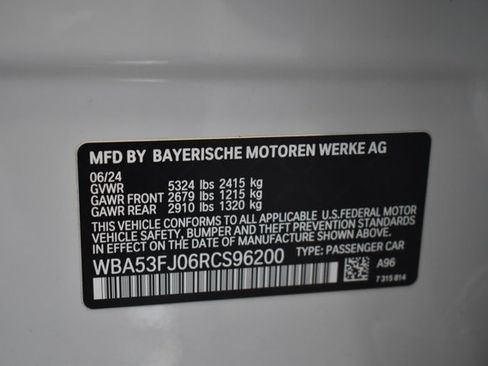 MFD BY BAYERISCHE MOTOREN WERKE AG
06/24
GVWR 5324 lbs 2415 kg
GAWR FRONT 2679 lbs 1215 kg
GAWR REAR 2910 lbs 1320 kg
THIS VEHICLE CONFORMS TO ALL APPLICABLE U.S.FEDERAL MOTOR
VEHICLE SAFETY, BUMPER AND THEFT PREVENTION STANDARDS
IN EFFECT ON THE DATE OF MANUFACTURE SHOWN ABOVE.
WBA53FJ06RCS96200 TYPE: PASSENGER CAR
A96
7 315 814